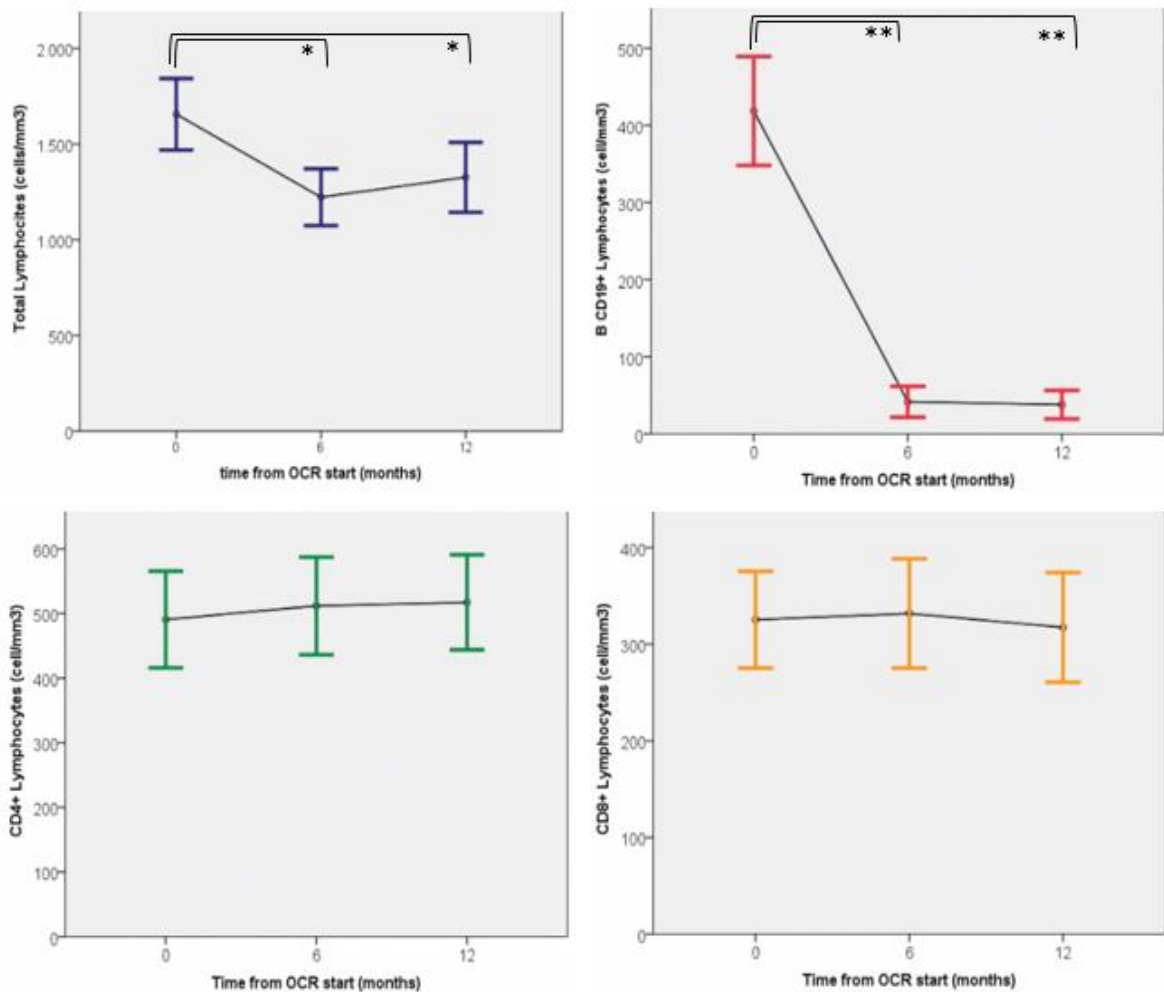 Total Lymphocites (cells/mm3)
2.000
1.500
1.000
500
0
* *
0 6 12
time from OCR start (months)
B CD19+ Lymphocytes (cell/mm3)
500
400
300
200
100
0
** **
0 6 12
Time from OCR start (months)
CD4+ Lymphocytes (cell/mm3)
600
500
400
300
200
100
0
0 6 12
Time from OCR start (months)
CD8+ Lymphocytes (cell/mm3)
400
300
200
100
0
0 6 12
Time from OCR start (months)